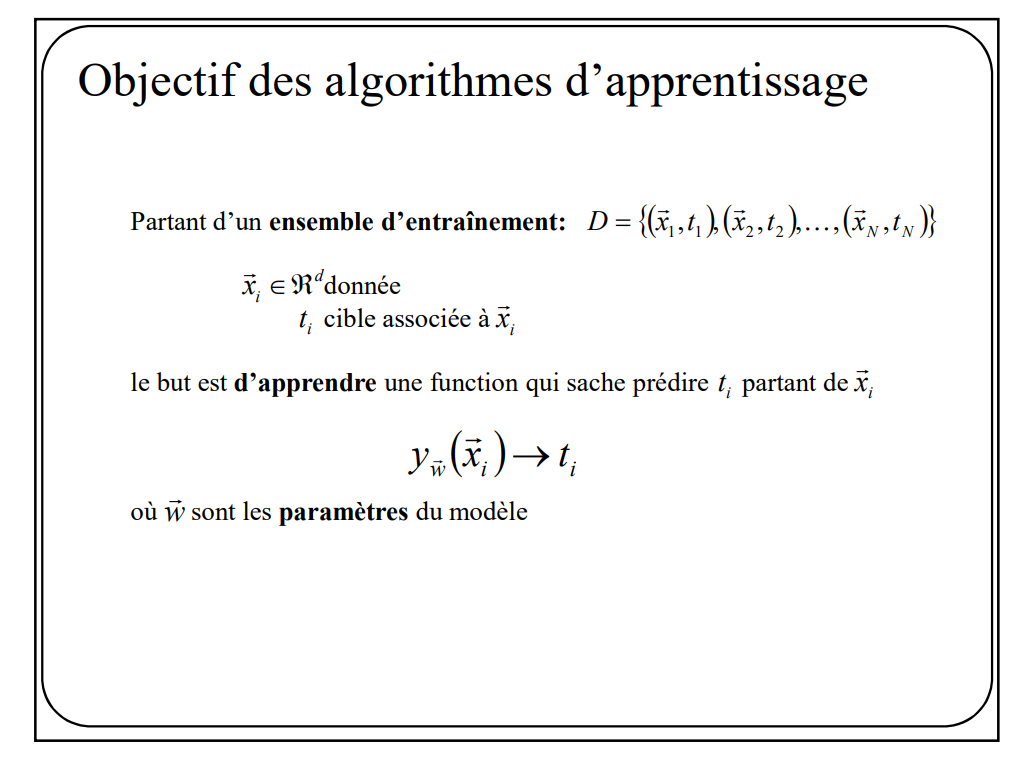 Objectif des algorithmes d’apprentissage
Partant d’un ensemble d’entraînement: D = {(x⃗₁,t₁),(x⃗₂,t₂),…,(x⃗_N,t_N)}
x⃗ᵢ ∈ ℜᵈ donnée
tᵢ cible associée à x⃗ᵢ
le but est d’apprendre une function qui sache prédire tᵢ partant de x⃗ᵢ
y_w⃗(x⃗ᵢ) → tᵢ
où w⃗ sont les paramètres du modèle